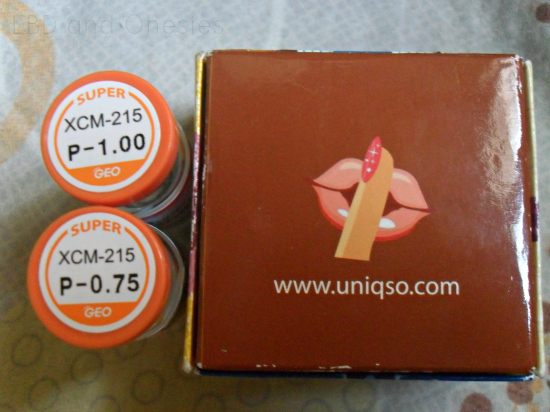 SUPER
XCM-215
P-1.00
GEO
SUPER
XCM-215
P-0.75
GEO
www.uniqso.com